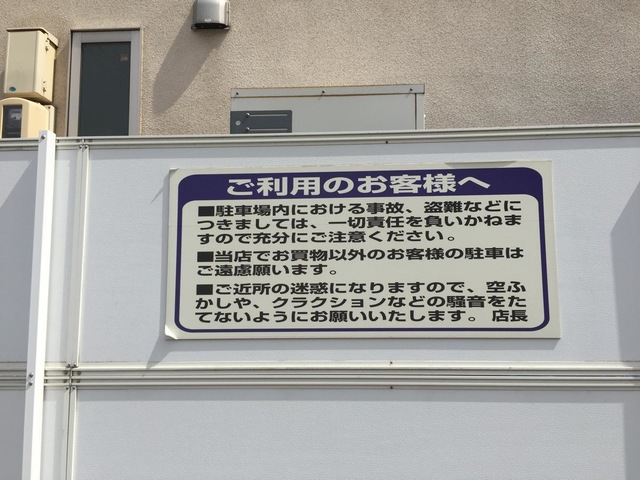 ご利用のお客様へ
■駐車場内における事故、盗難などに
つきましては、一切責任を負いかねま
すので充分にご注意ください。
■当店でお買物以外のお客様の駐車は
ご遠慮願います。
■ご近所の迷惑になりますので、空ふ
かしや、クラクションなどの騒音をた
てないようにお願いいたします。 店長